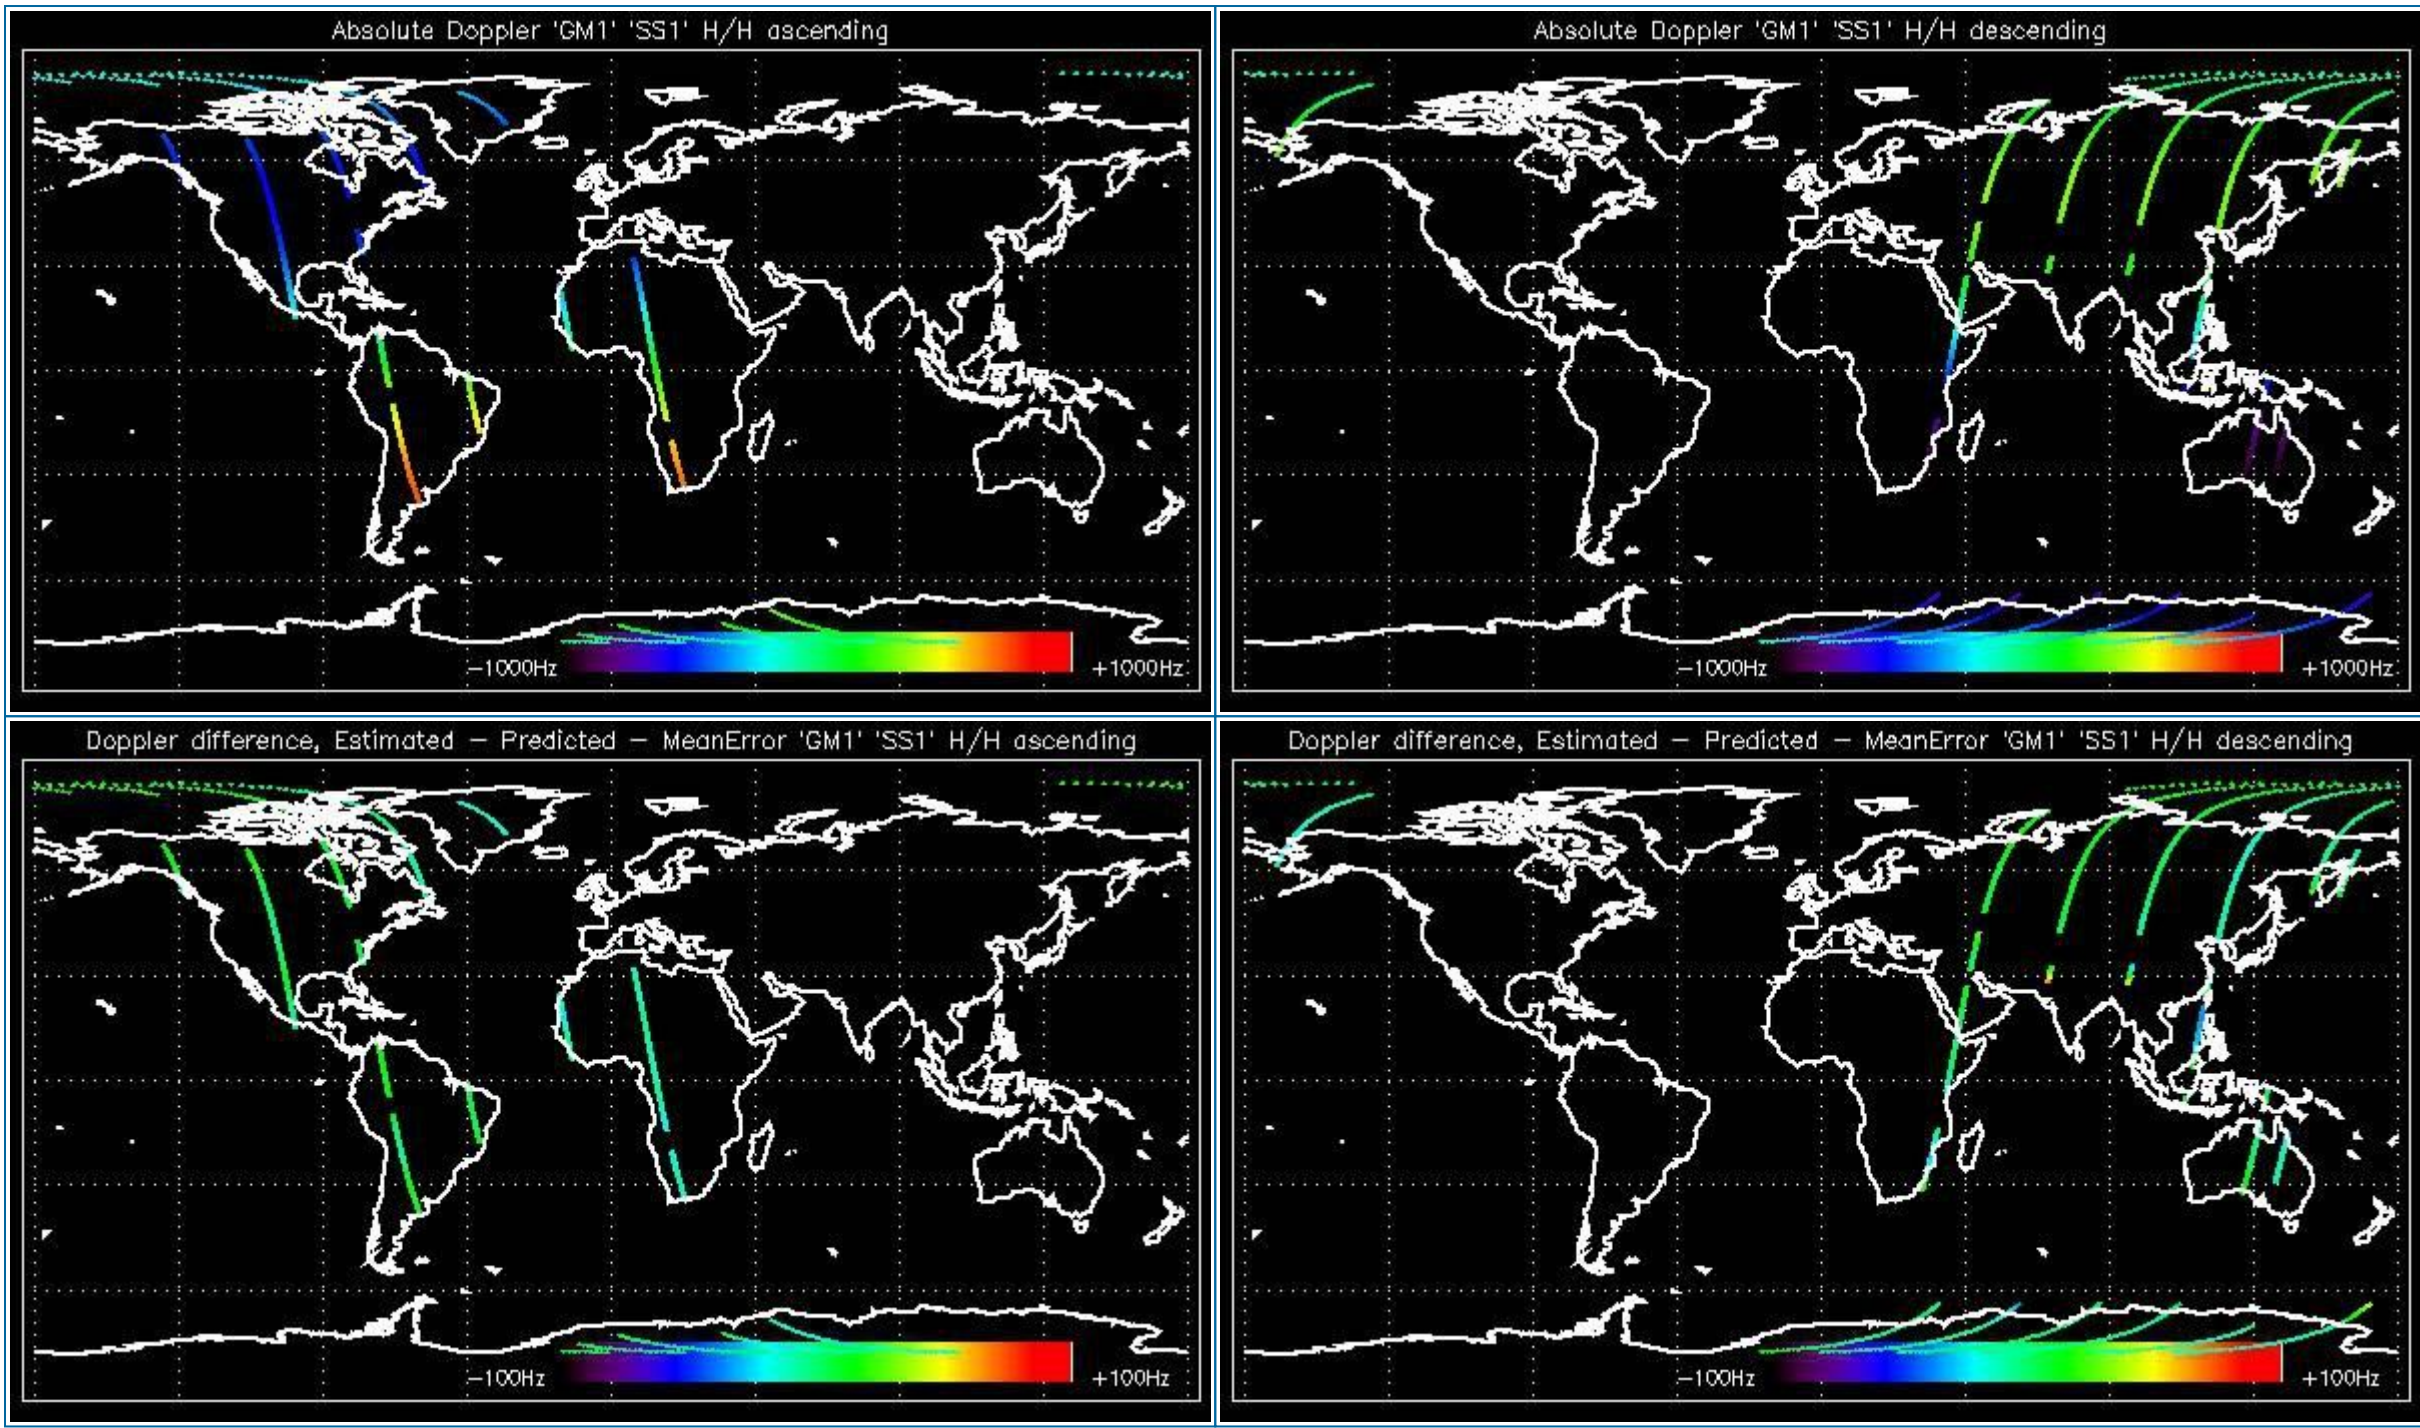 Absolute Doppler 'GM1' 'SS1' H/H ascending
−1000Hz
+1000Hz
Absolute Doppler 'GM1' 'SS1' H/H descending
−1000Hz
+1000Hz
Doppler difference, Estimated − Predicted − MeanError 'GM1' 'SS1' H/H ascending
−100Hz
+100Hz
Doppler difference, Estimated − Predicted − MeanError 'GM1' 'SS1' H/H descending
−100Hz
+100Hz